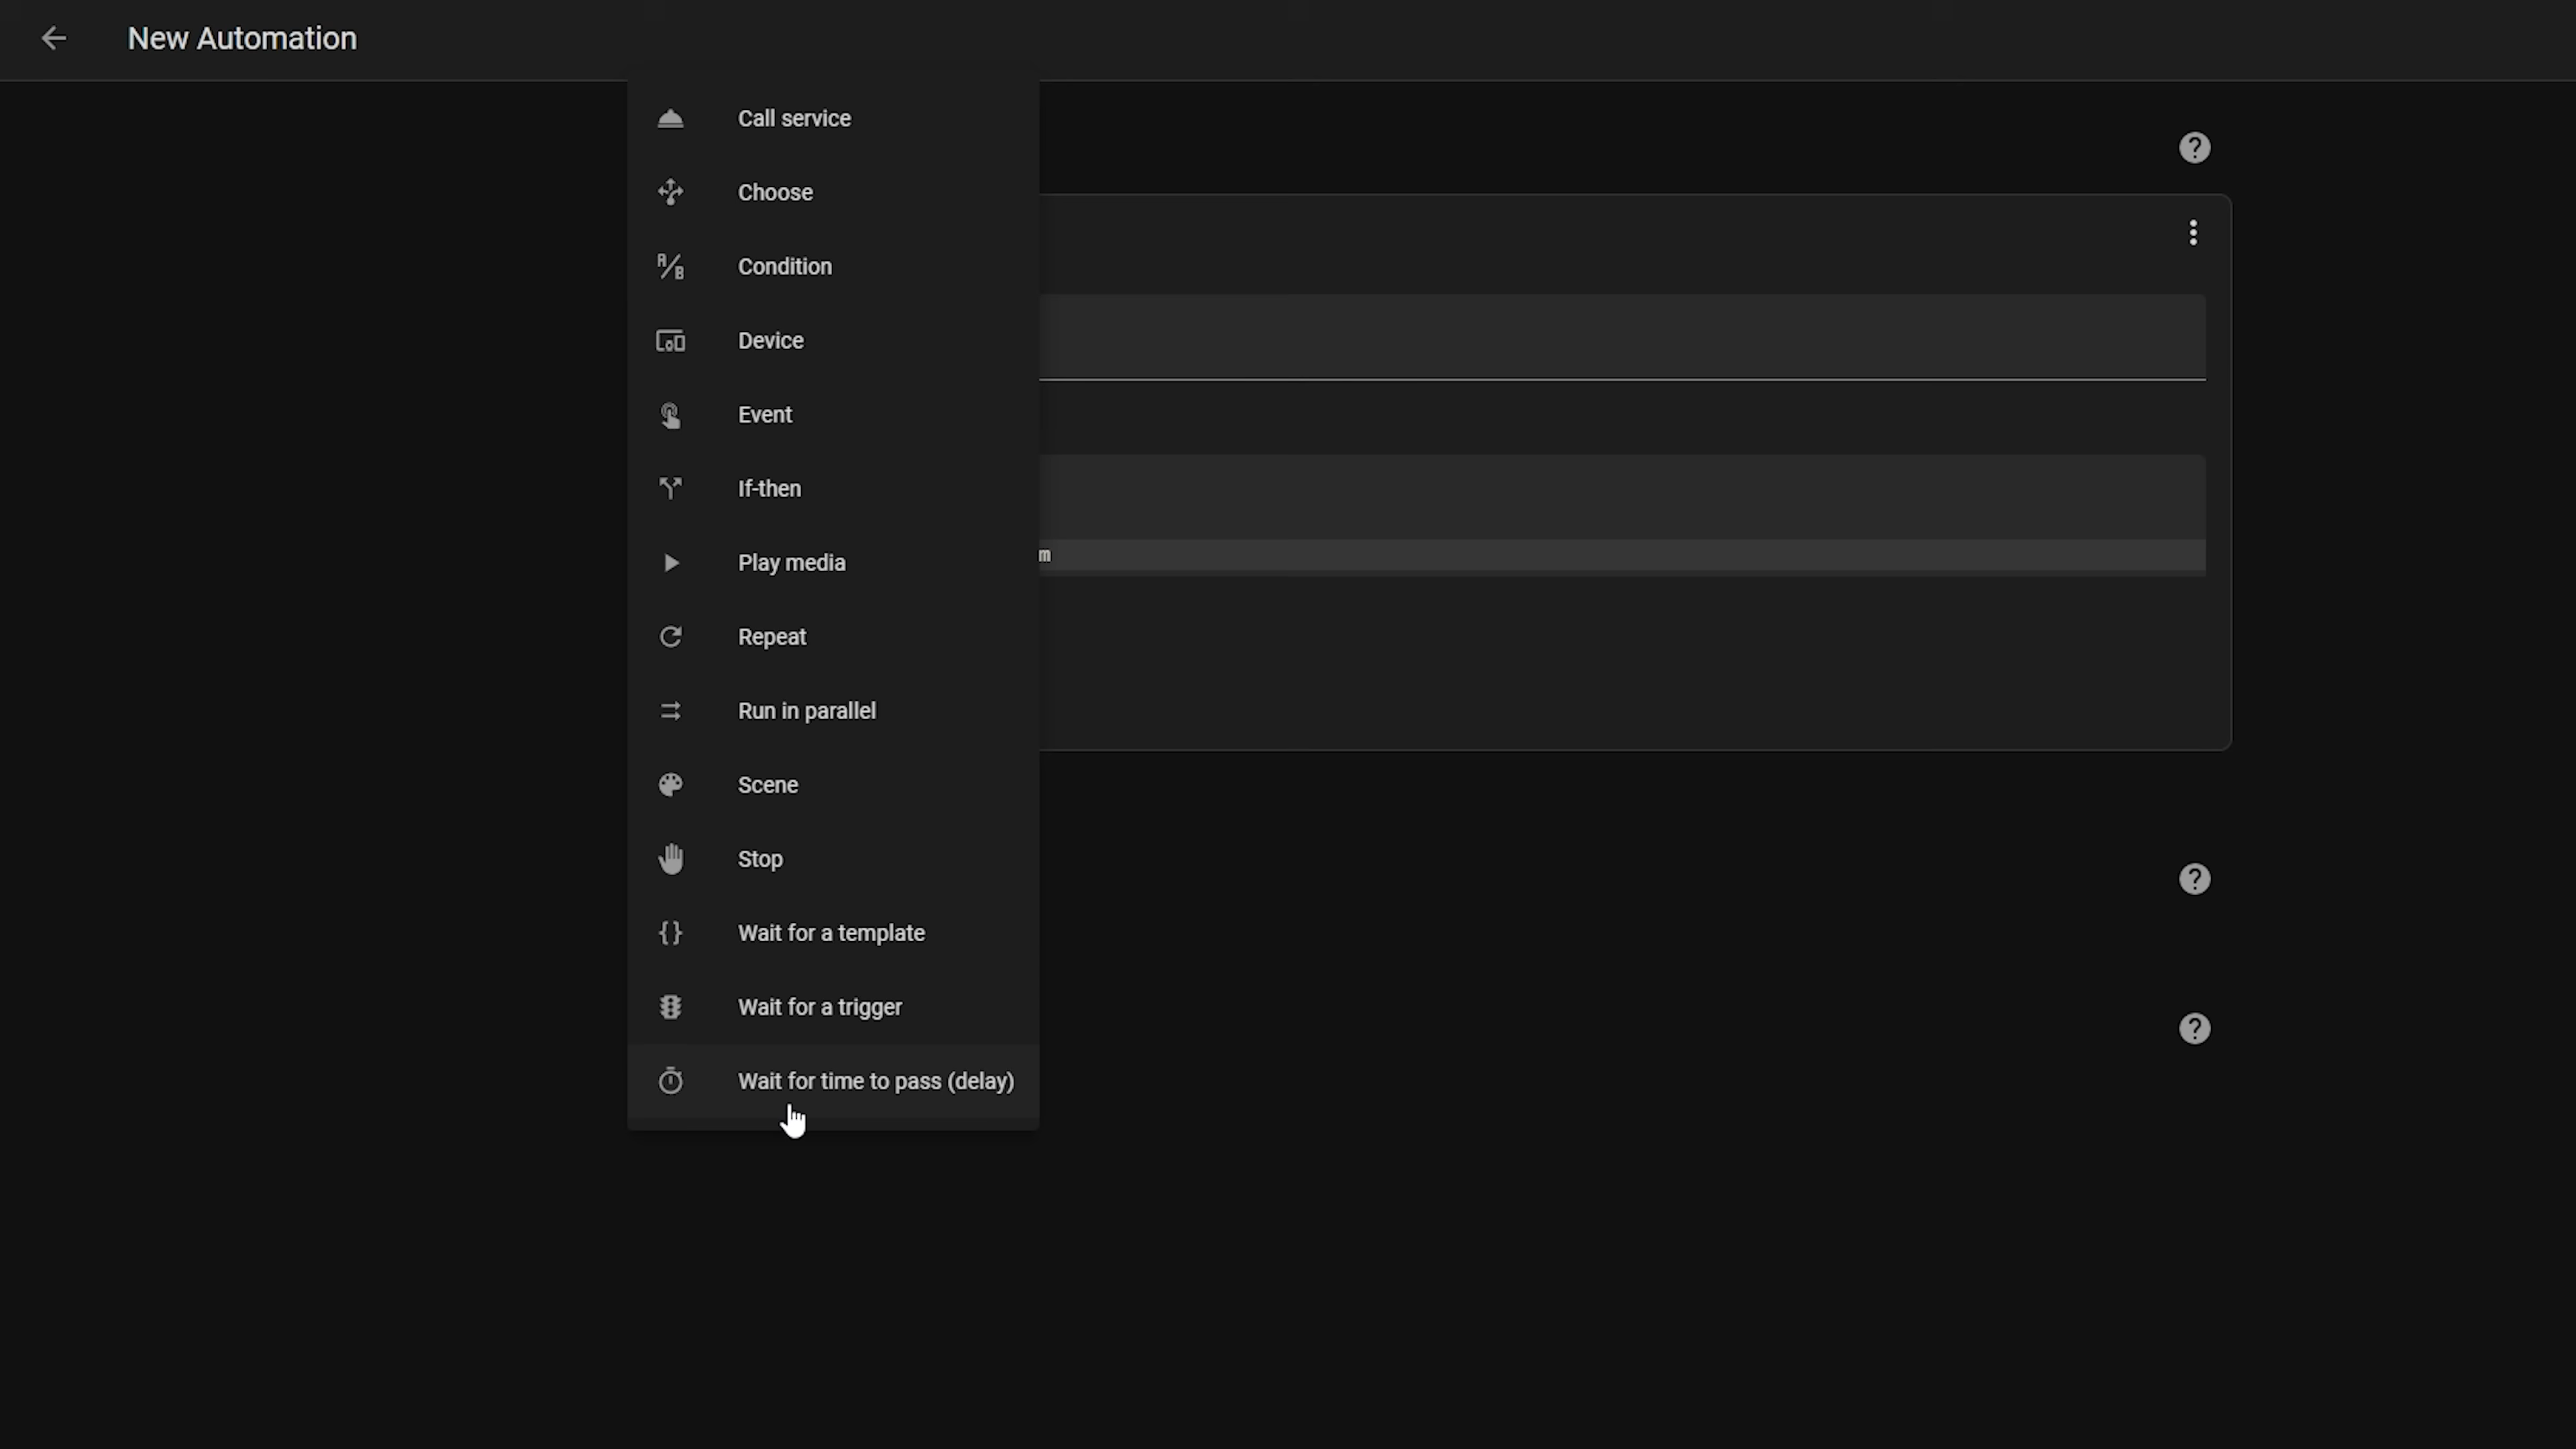 New Automation
Call service
Choose
Condition
Device
Event
If-then
Play media
m
Repeat
Run in parallel
Scene
Stop
Wait for a template
Wait for a trigger
Wait for time to pass (delay)